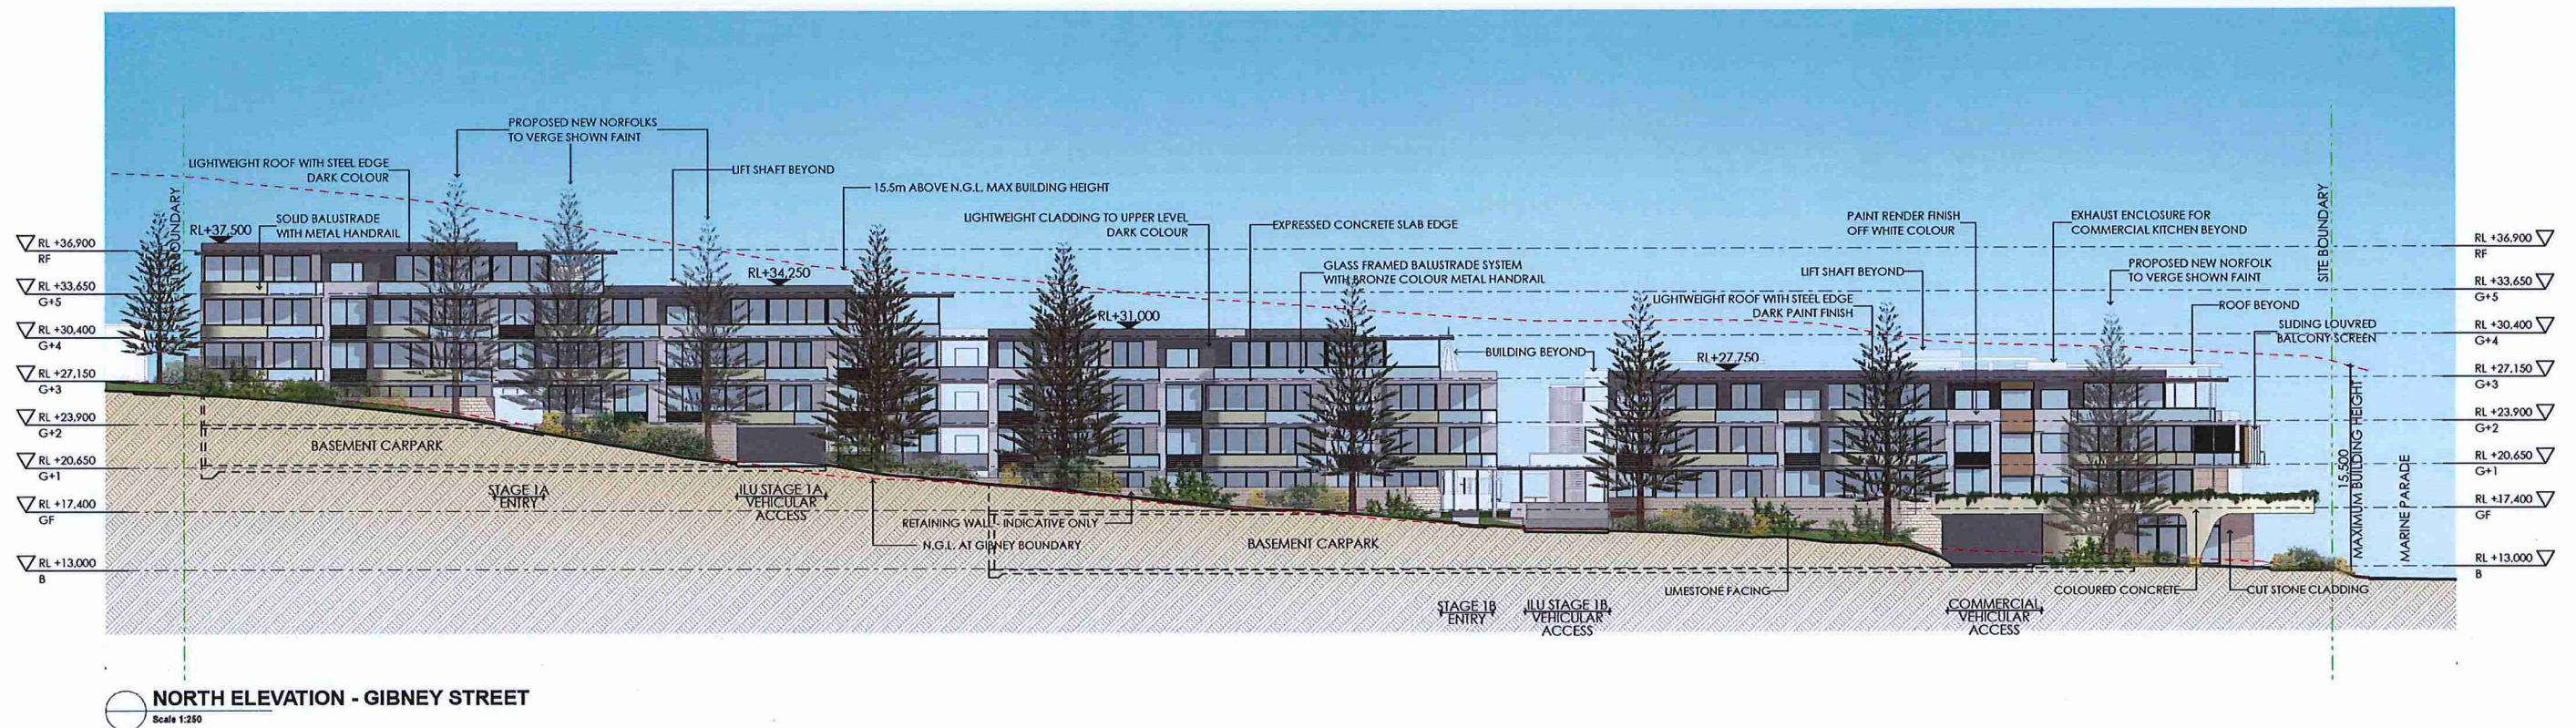 PROPOSED NEW NORFOLKS
TO VERGE SHOWN FAINT
LIGHTWEIGHT ROOF WITH STEEL EDGE
DARK COLOUR
LIFT SHAFT BEYOND
15.5m ABOVE N.G.L. MAX BUILDING HEIGHT
SITE BOUNDARY
SOLID BALUSTRADE
WITH METAL HANDRAIL
RL+37,500
RL+34,250
LIGHTWEIGHT CLADDING TO UPPER LEVEL
DARK COLOUR
EXPRESSED CONCRETE SLAB EDGE
GLASS FRAMED BALUSTRADE SYSTEM
WITH BRONZE COLOUR METAL HANDRAIL
RL+31,000
BUILDING BEYOND
PAINT RENDER FINISH
OFF WHITE COLOUR
EXHAUST ENCLOSURE FOR
COMMERCIAL KITCHEN BEYOND
LIFT SHAFT BEYOND
PROPOSED NEW NORFOLK
TO VERGE SHOWN FAINT
LIGHTWEIGHT ROOF WITH STEEL EDGE
DARK PAINT FINISH
ROOF BEYOND
SLIDING LOUVRED
BALCONY SCREEN
RL+27,750
SITE BOUNDARY
15,500
MAXIMUM BUILDING HEIGHT
MARINE PARADE
RL +36,900
RF
RL +33,650
G+5
RL +30,400
G+4
RL +27,150
G+3
RL +23,900
G+2
RL +20,650
G+1
RL +17,400
GF
RL +13,000
B
RL +36,900
RF
RL +33,650
G+5
RL +30,400
G+4
RL +27,150
G+3
RL +23,900
G+2
RL +20,650
G+1
RL +17,400
GF
RL +13,000
B
BASEMENT CARPARK
STAGE 1A
ENTRY
ILU STAGE 1A
VEHICULAR
ACCESS
RETAINING WALL - INDICATIVE ONLY
N.G.L. AT GIBNEY BOUNDARY
BASEMENT CARPARK
STAGE 1B
ENTRY
ILU STAGE 1B
VEHICULAR
ACCESS
LIMESTONE FACING
COMMERCIAL
VEHICULAR
ACCESS
COLOURED CONCRETE
CUT STONE CLADDING
NORTH ELEVATION - GIBNEY STREET
Scale 1:250